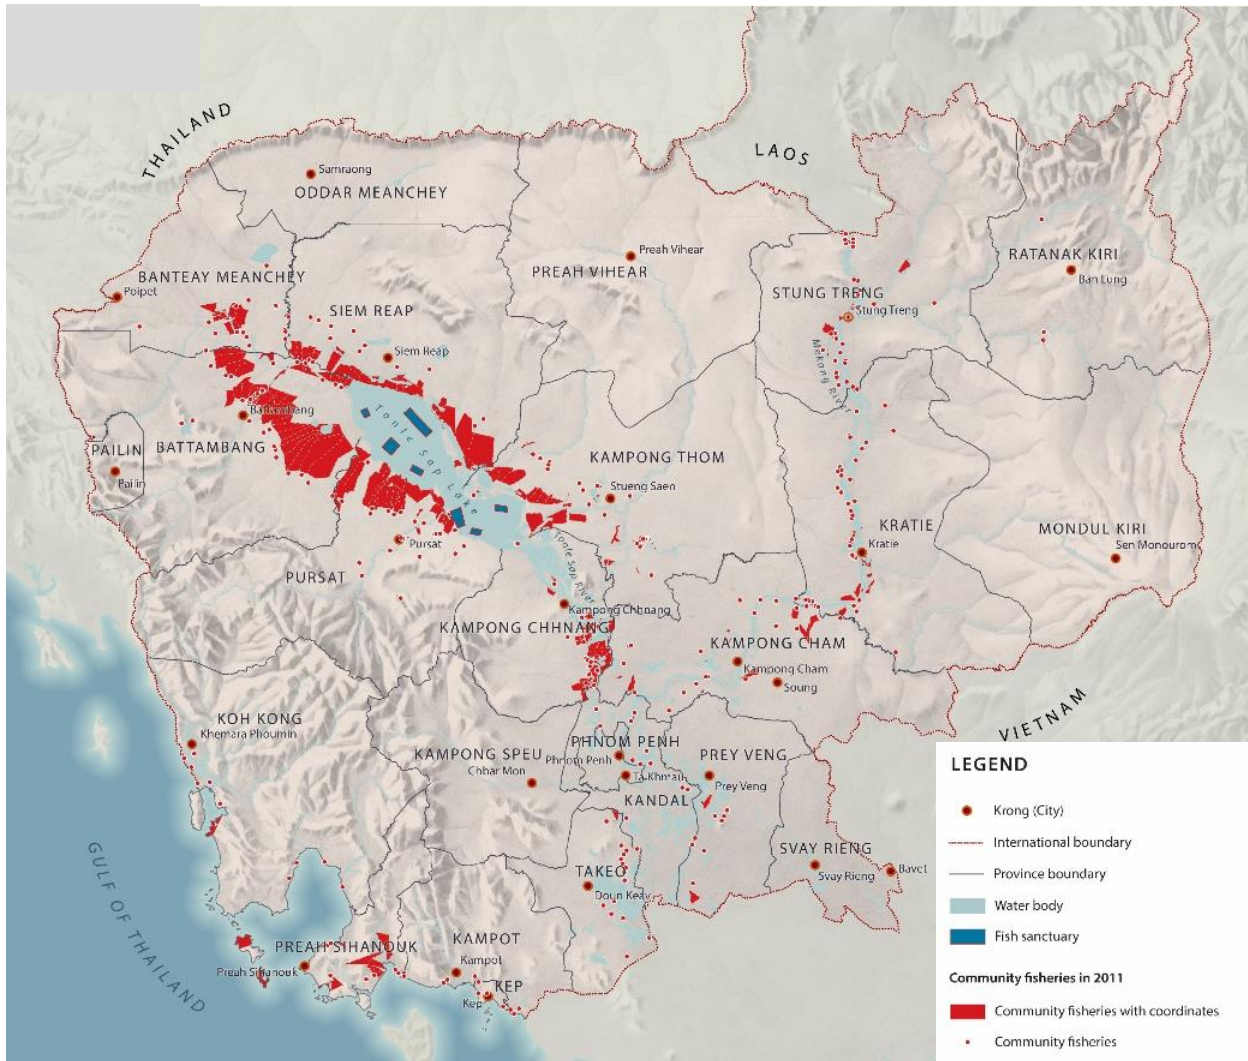 THAILAND
LAOS
Samraong
ODDAR MEANCHEY
Preah Vihear
PREAH VIHEAR
RATANAK KIRI
Ban Lung
BANTEAY MEANCHEY
Poipet
STUNG TRENG
Stung Treng
SIEM REAP
Siem Reap
Mekong River
Battambang
BATTAMBANG
Tonle Sap Lake
PAILIN
Pailin
KAMPONG THOM
Stueng Saen
KRATIE
Kratie
MONDUL KIRI
Sen Monourom
Pursat
PURSAT
Tonle Sap River
Kampong Chhnang
KAMPONG CHHNANG
KAMPONG CHAM
Kampong Cham
Soung
KOH KONG
Khemara Phoumin
VIETNAM
KAMPONG SPEU
Chbar Mon
PHNOM PENH
Phnom Penh
PREY VENG
Prey Veng
Ta Khmau
KANDAL
SVAY RIENG
Svay Rieng
Bavet
TAKEO
Doun Keav
GULF OF THAILAND
PREAH SIHANOUK
Preah Sihanouk
KAMPOT
Kampot
KEP
Kep
LEGEND
Krong (City)
International boundary
Province boundary
Water body
Fish sanctuary
Community fisheries in 2011
Community fisheries with coordinates
Community fisheries